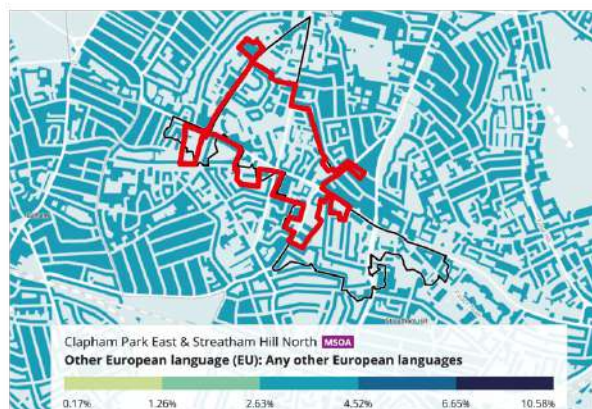 Clapham Park East & Streatham Hill North MSOA
Other European language (EU): Any other European languages
0.17% 1.26% 2.63% 4.52% 6.65% 10.58%